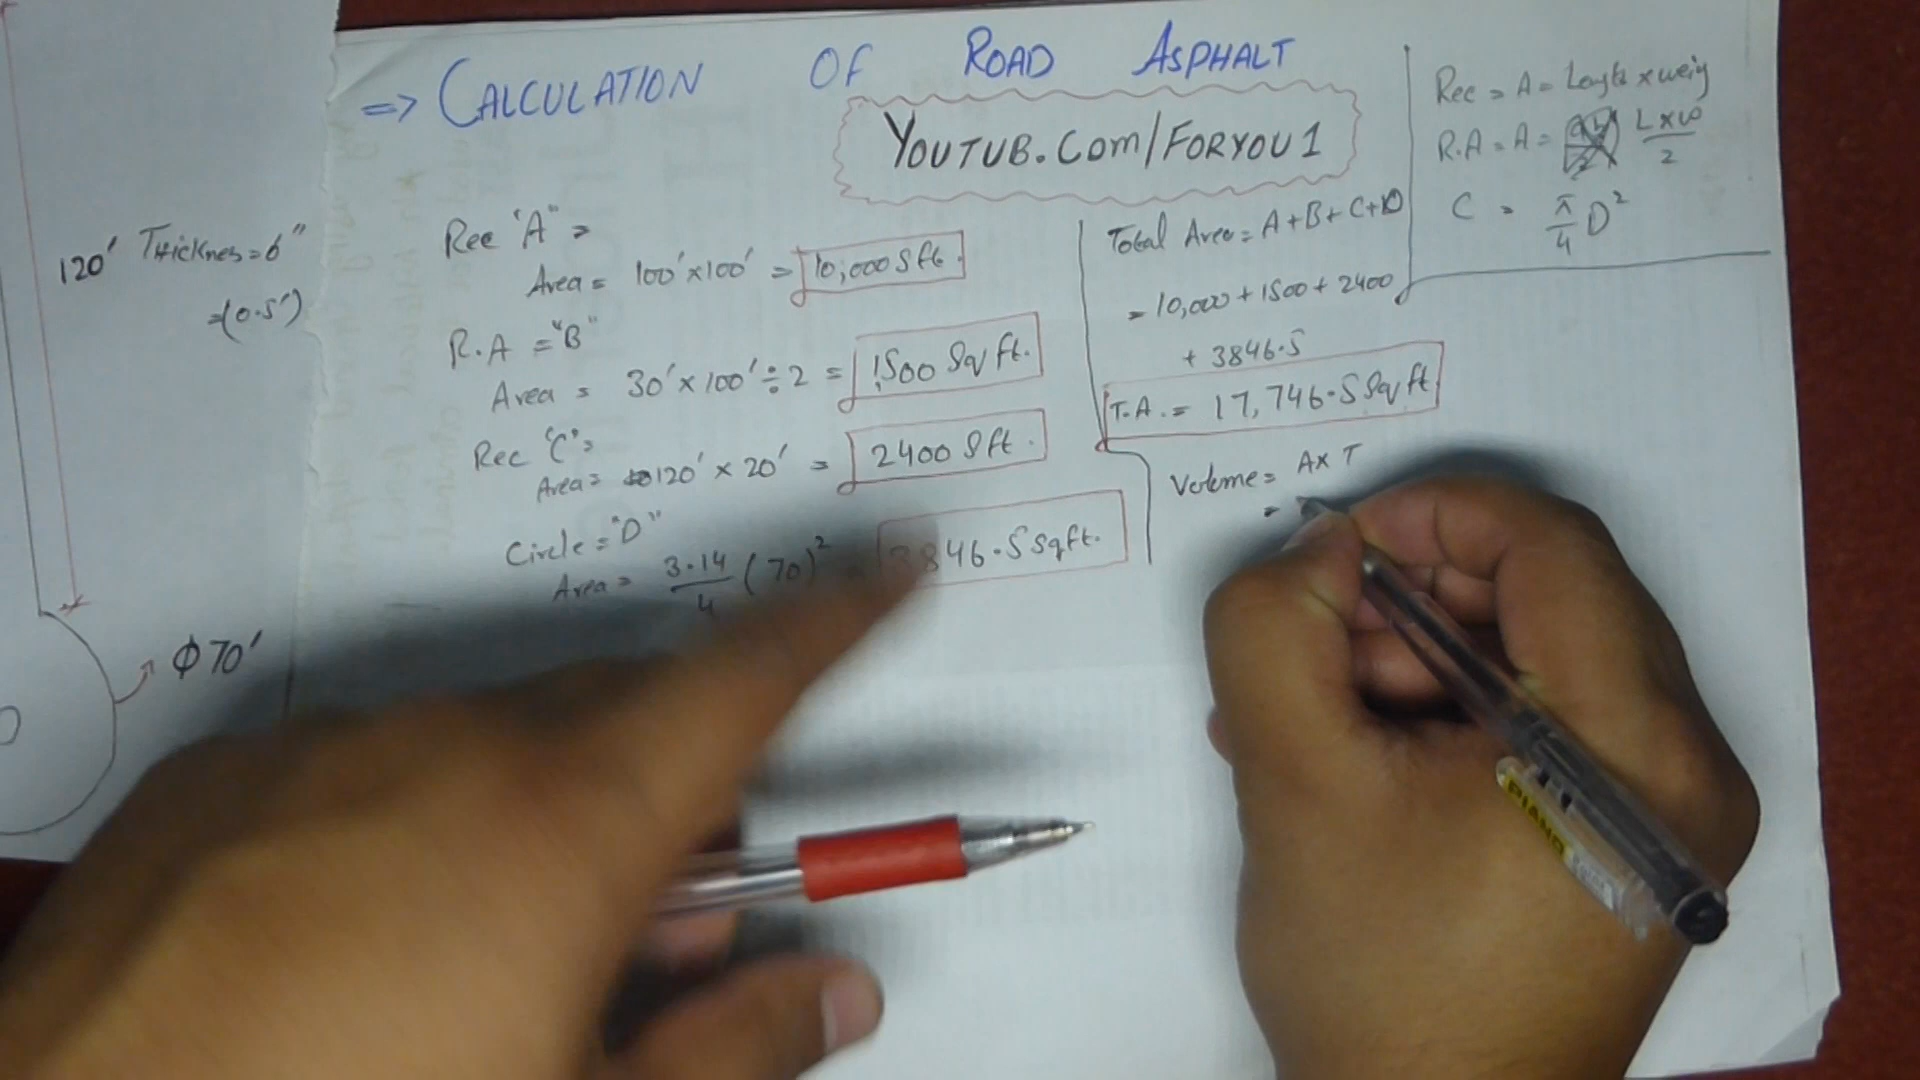 ⇒ CALCULATION OF ROAD ASPHALT
YOUTUB.COM/FORYOU1
Rec = A = Length x weig
R.A = A = L x W / 2
C = π/4 D²
120' THickness = 6"
=(0.5')
Φ70'
Rec "A" =
Area = 100' x 100' = 10,000 Sft.
R.A = "B"
Area = 30' x 100' ÷ 2 = 1500 Sq ft.
Rec "C" =
Area = 120' x 20' = 2400 Sft.
Circle = "D"
Area = 3.14/4 (70)² = 3846.5 Sqft.
Total Area = A+B+C+D
= 10,000 + 1500 + 2400
+ 3846.5
T.A. = 17,746.5 Sq ft
Volume = A x T
=
PIANO